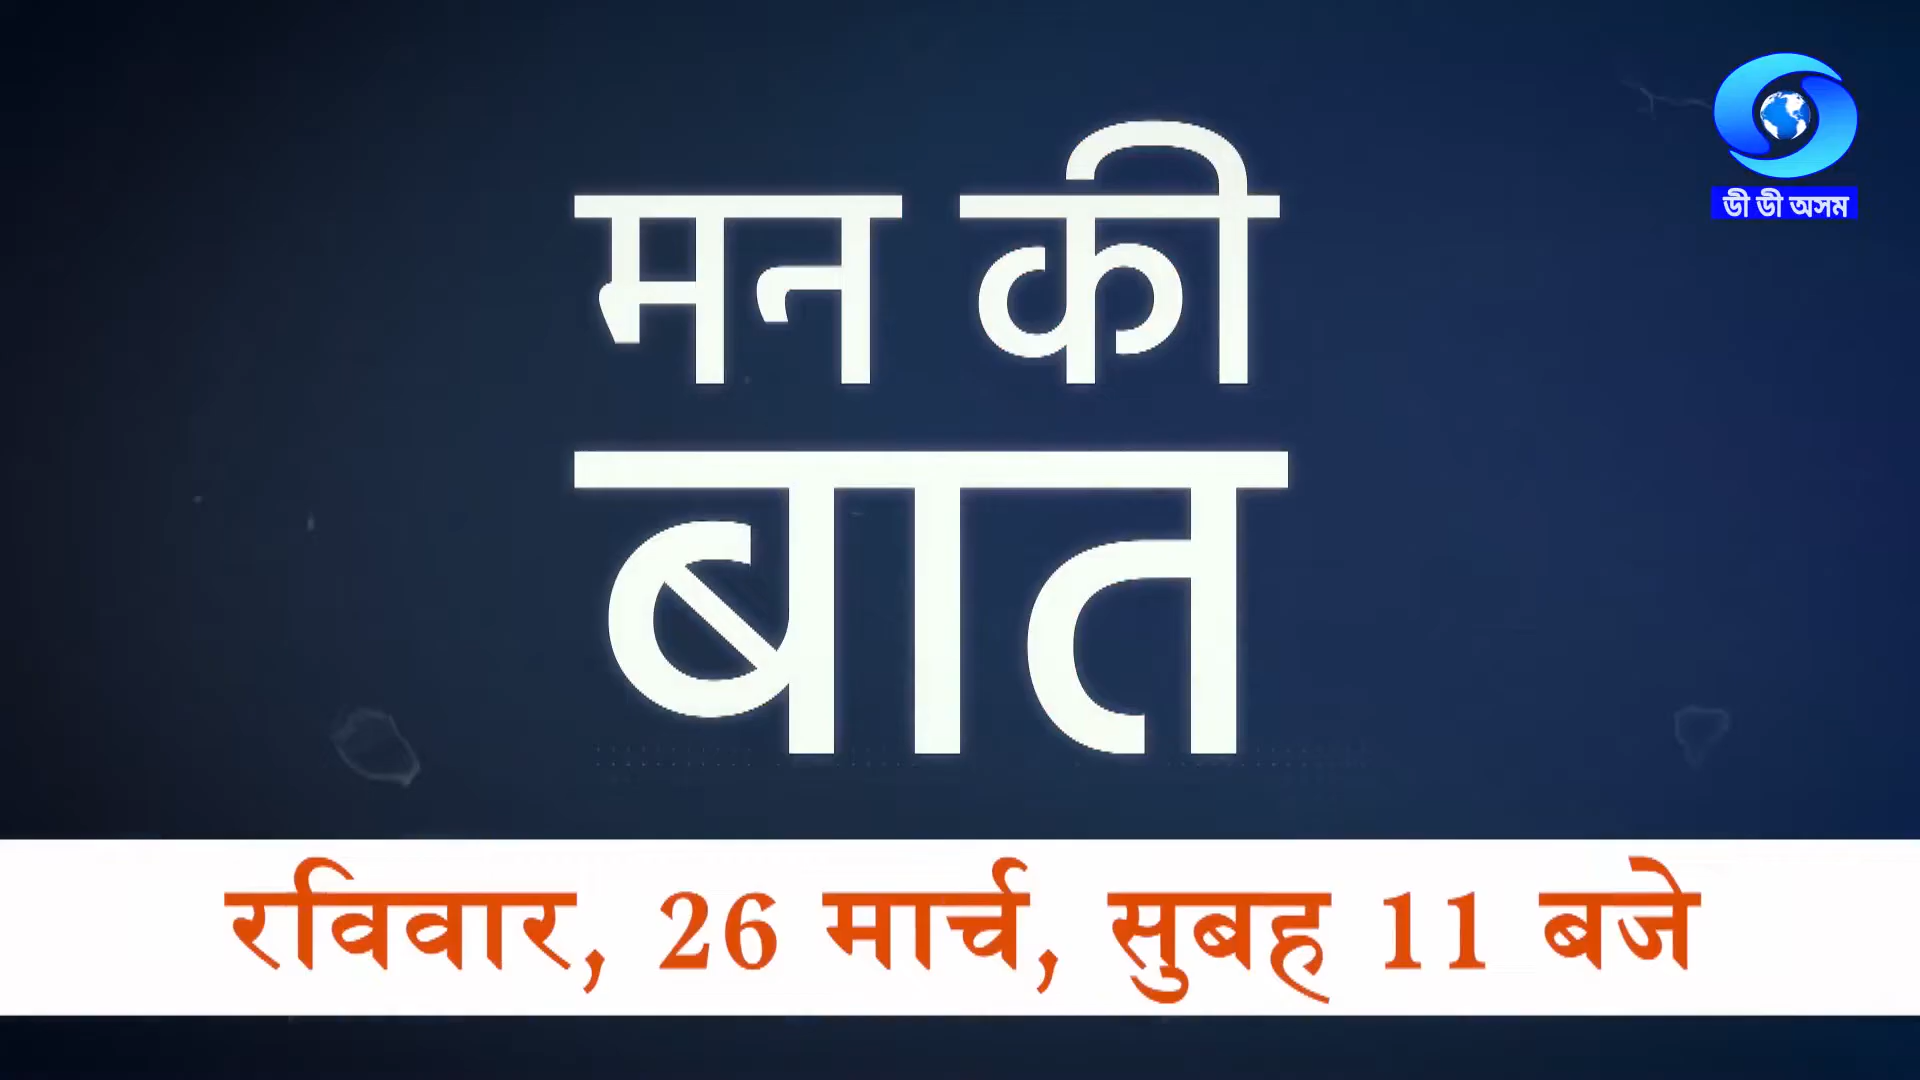 डी डी অসম
मन की
बात
रविवार, 26 मार्च, सुबह 11 बजे